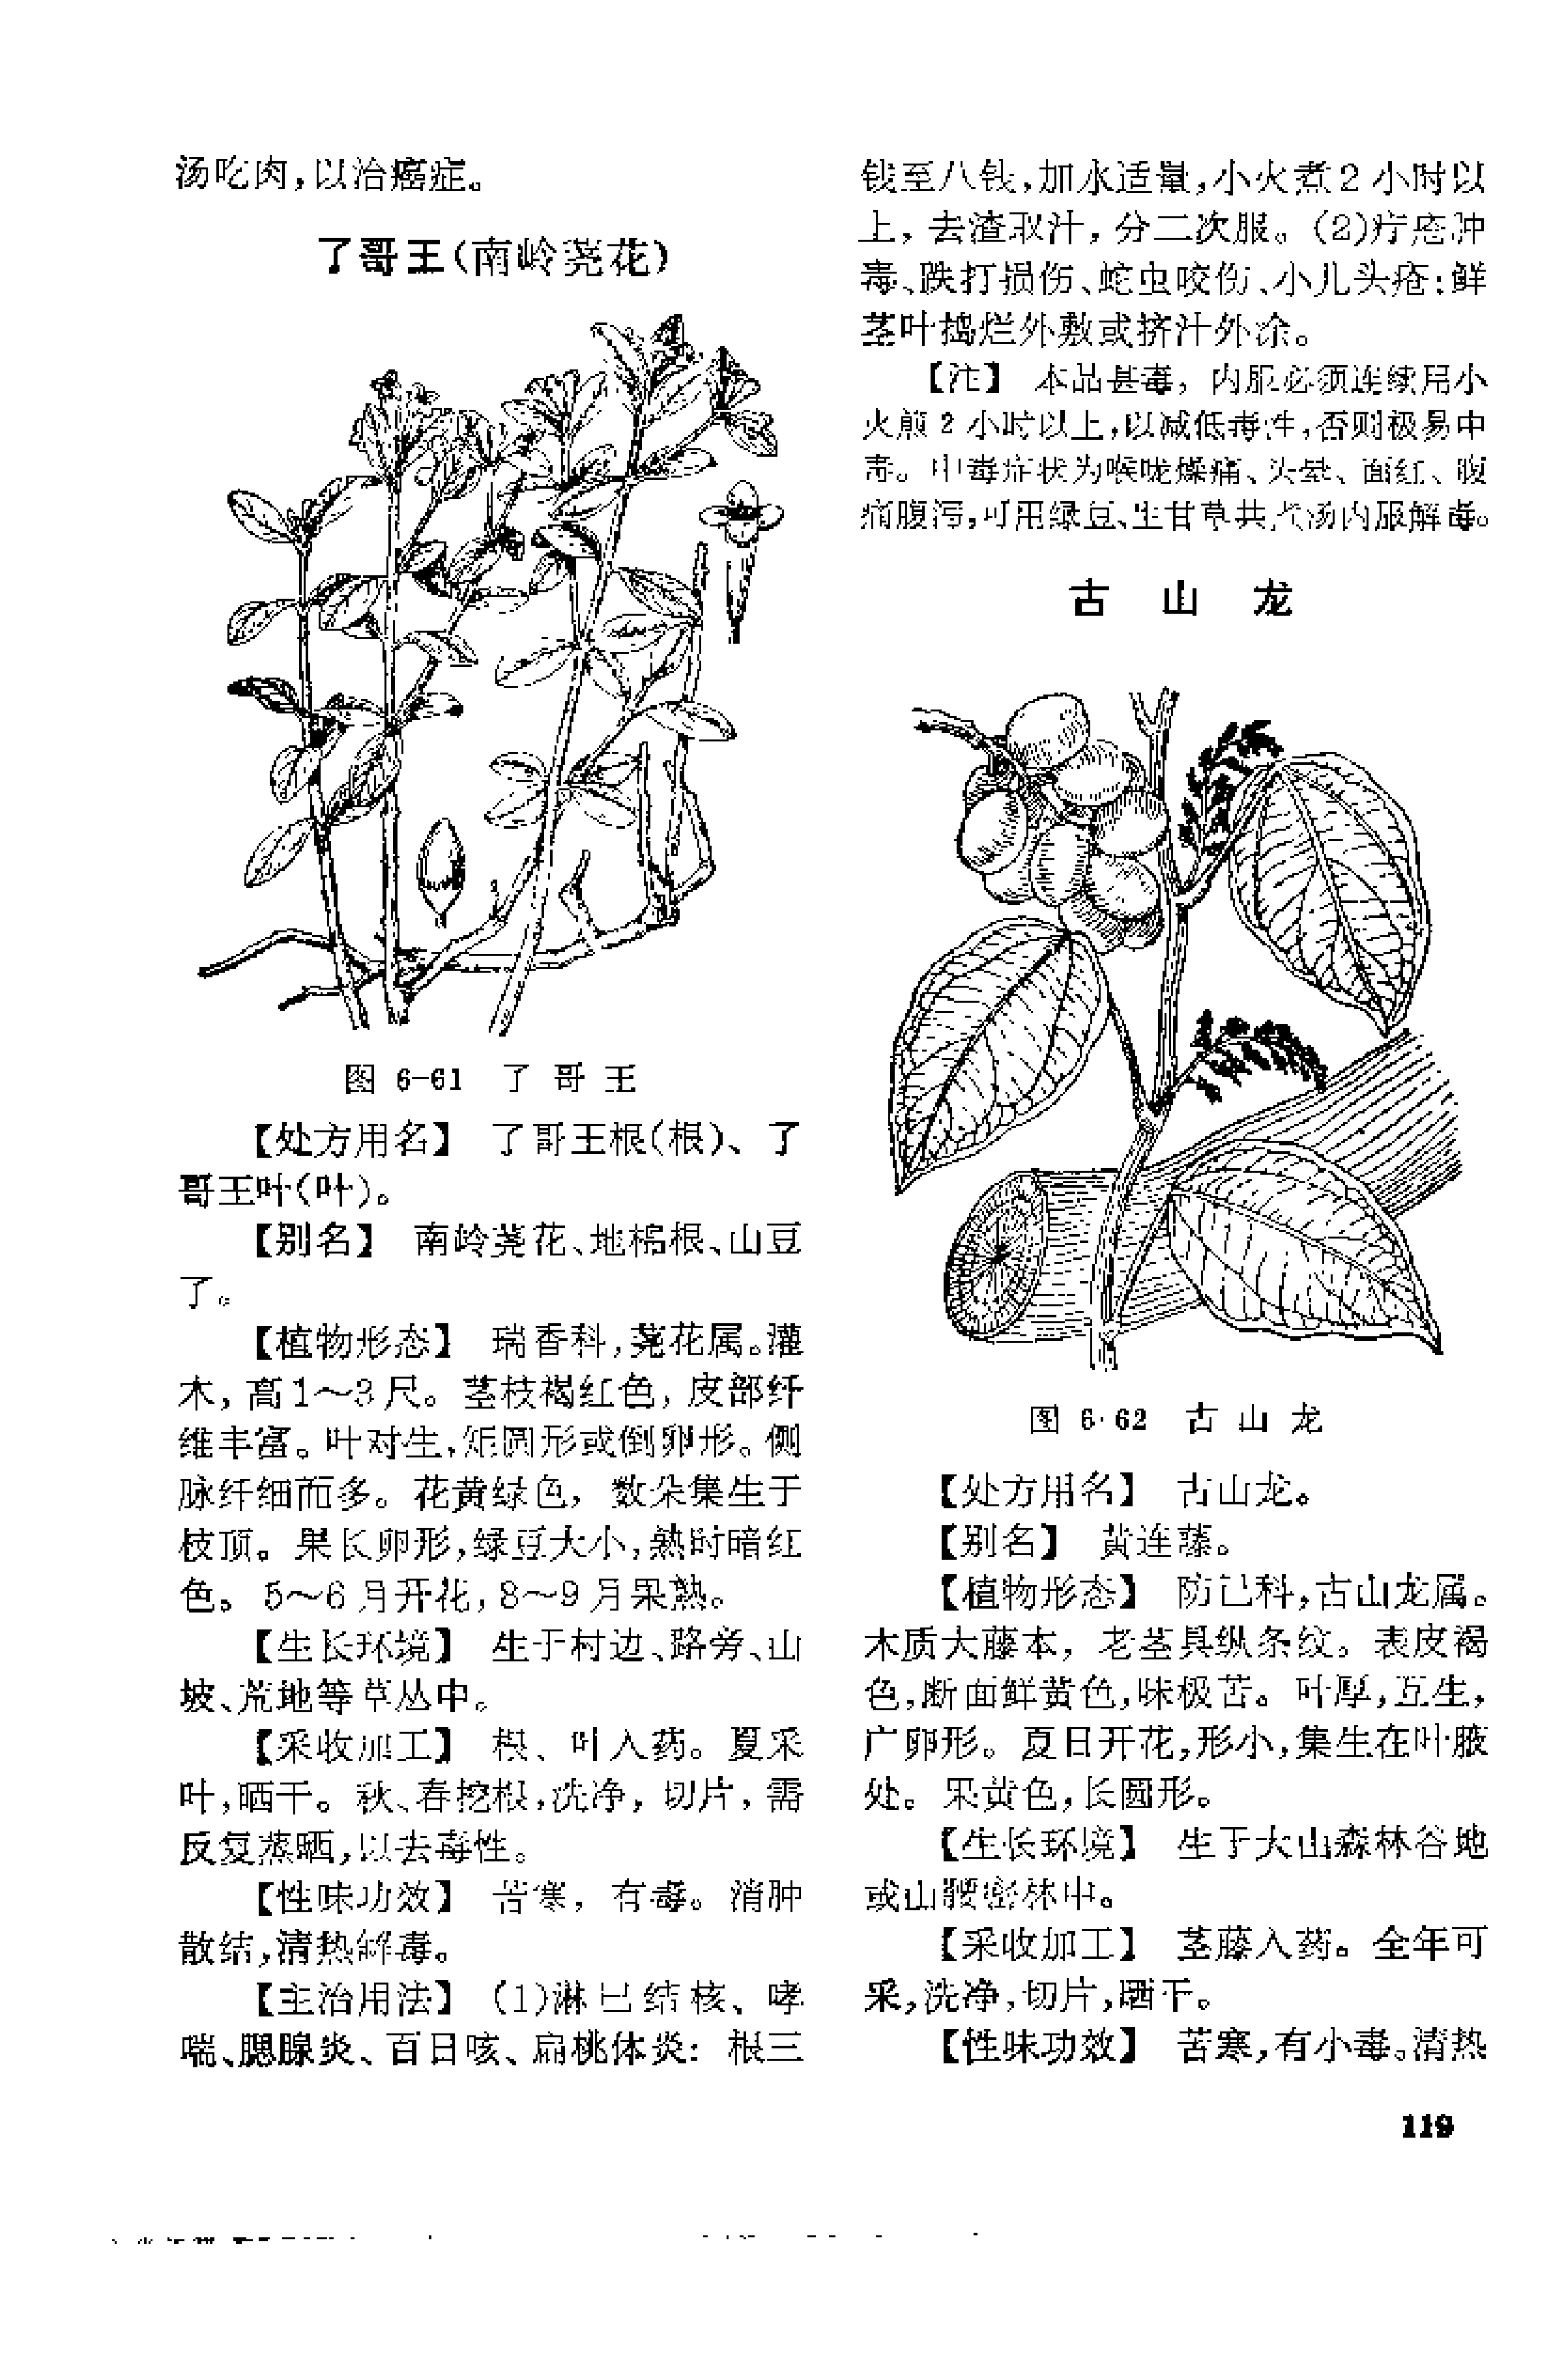 汤吃肉,以治癌症。
了哥王(南岭荛花)
图 6-61 了哥王
【处方用名】 了哥王根(根)、了
哥王叶(叶)。
【别名】 南岭荛花、地棉根、山豆
了。
【植物形态】 瑞香科,荛花属。灌
木,高1～3尺。茎枝褐红色,皮部纤
维丰富。叶对生,矩圆形或倒卵形。侧
脉纤细而多。花黄绿色,数朵集生于
枝顶。果长卵形,绿豆大小,熟时暗红
色。5～6月开花,8～9月果熟。
【生长环境】 生于村边、路旁、山
坡、荒地等草丛中。
【采收加工】 根、叶入药。夏采
叶,晒干。秋、春挖根,洗净,切片,需
反复蒸晒,以去毒性。
【性味功效】 苦寒,有毒。消肿
散结,清热解毒。
【主治用法】 (1)淋巴结核、哮
喘、腮腺炎、百日咳、扁桃体炎:根三
钱至八钱,加水适量,小火煮2小时以
上,去渣取汁,分二次服。(2)疔疮肿
毒、跌打损伤、蛇虫咬伤、小儿头疮:鲜
茎叶捣烂外敷或挤汁外涂。
【注】 本品甚毒,内服必须连续用小
火煎2小时以上,以减低毒性,否则极易中
毒。中毒症状为喉咙燥痛、头晕、面红、腹
痛腹泻,可用绿豆、生甘草共煎汤内服解毒。
古山龙
图 6·62 古山龙
【处方用名】 古山龙。
【别名】 黄连藤。
【植物形态】 防己科,古山龙属。
木质大藤本,老茎具纵条纹。表皮褐
色,断面鲜黄色,味极苦。叶厚,互生,
广卵形。夏日开花,形小,集生在叶腋
处。果黄色,长圆形。
【生长环境】 生于大山森林谷地
或山腰密林中。
【采收加工】 茎藤入药。全年可
采,洗净,切片,晒干。
【性味功效】 苦寒,有小毒。清热
119